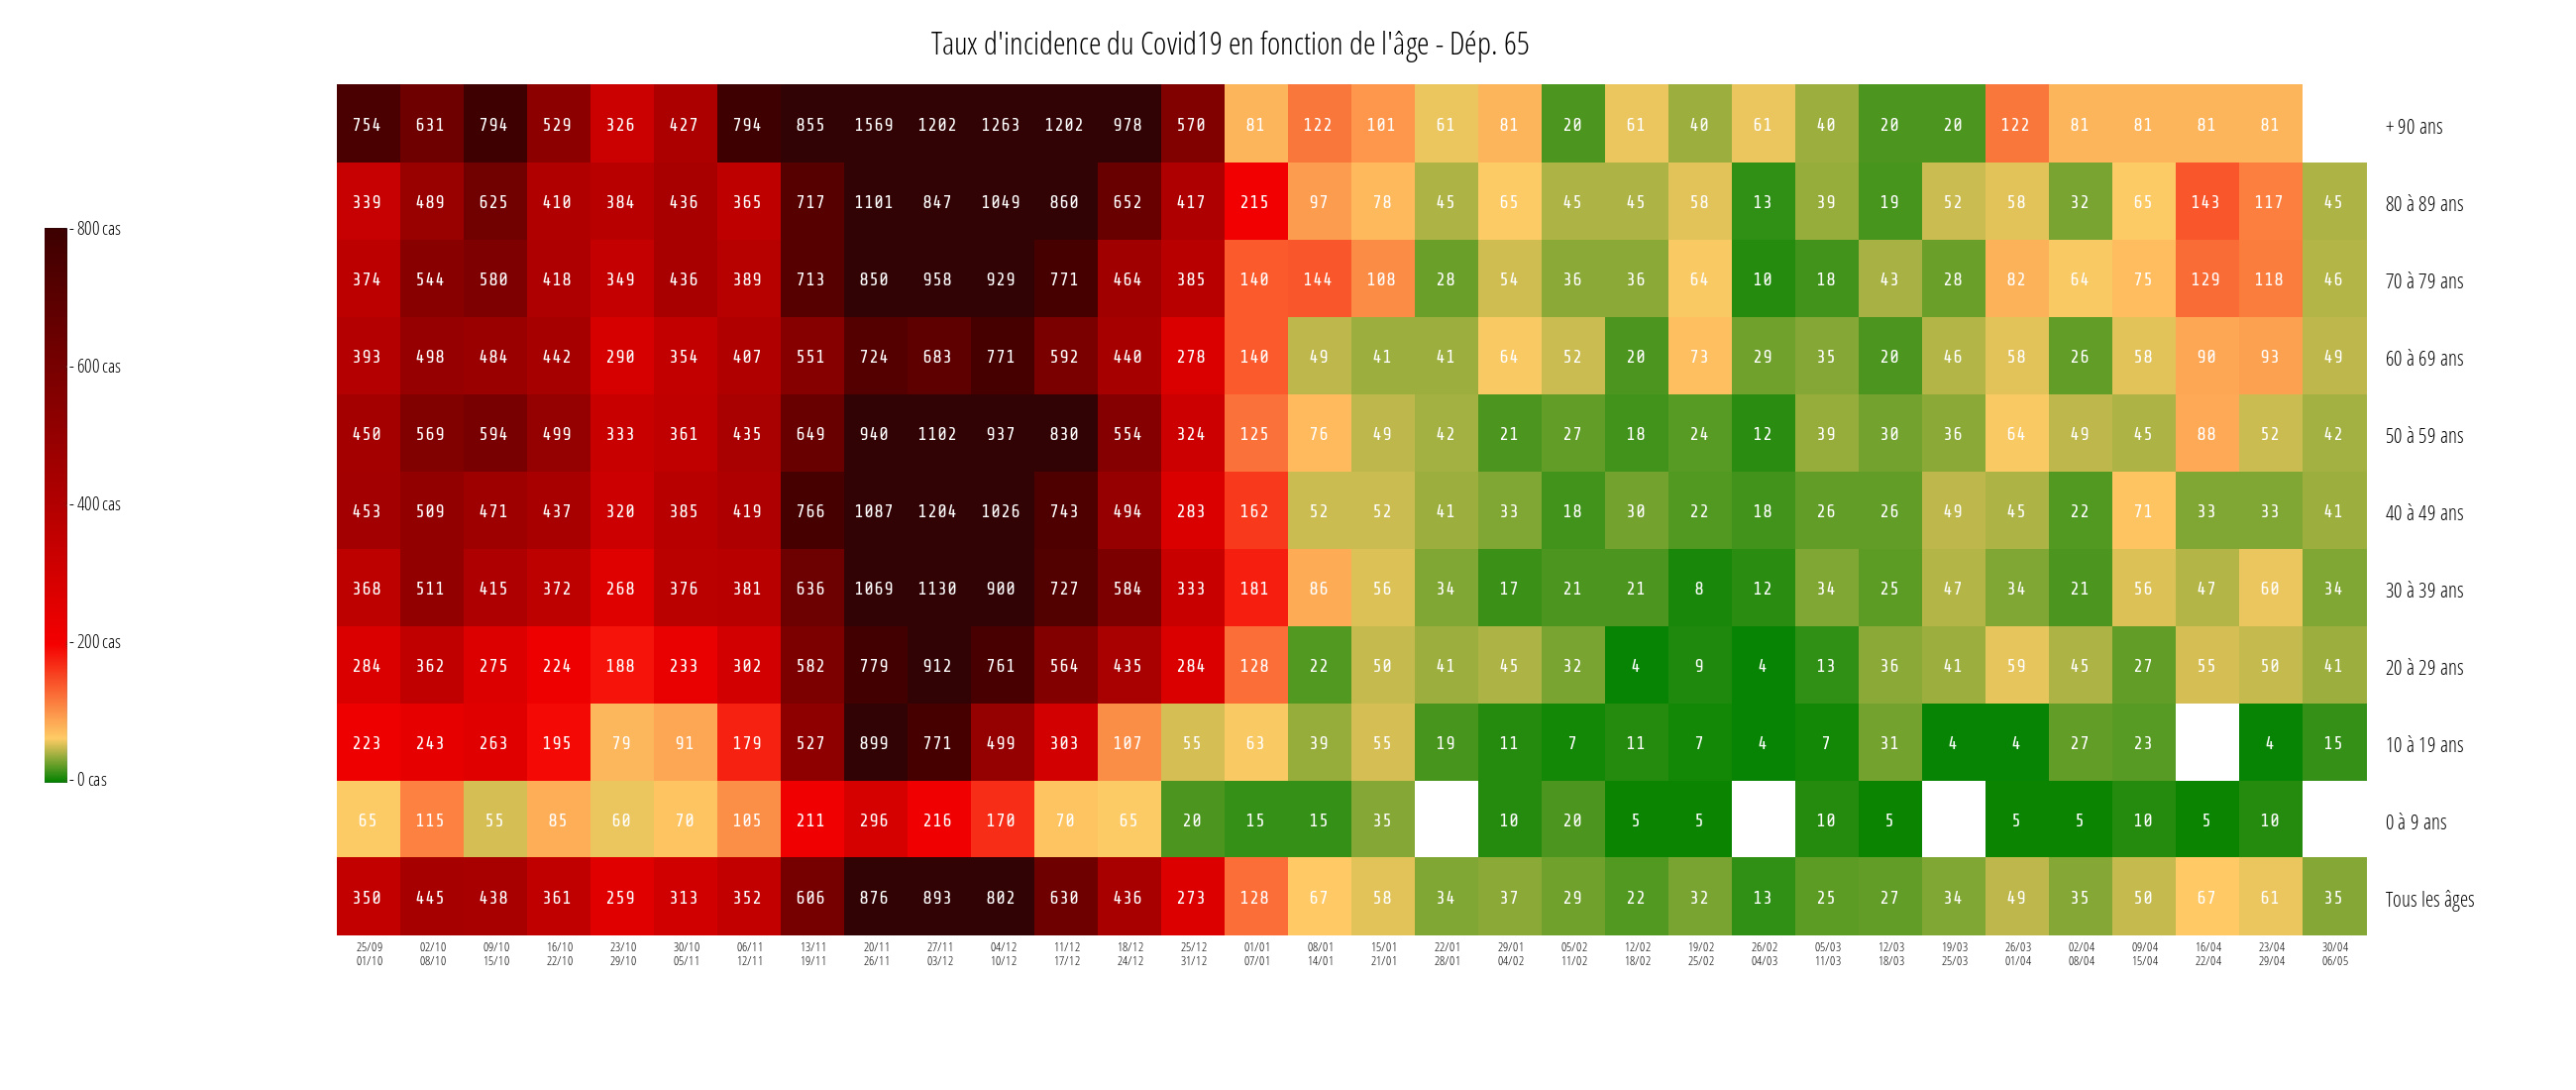 Taux d'incidence du Covid19 en fonction de l'âge - Dép. 65
- 800 cas
- 600 cas
- 400 cas
- 200 cas
- 0 cas
754 631 794 529 326 427 794 855 1569 1202 1263 1202 978 570 81 122 101 61 81 20 61 40 61 40 20 20 122 81 81 81 81 + 90 ans
339 489 625 410 384 436 365 717 1101 847 1049 860 652 417 215 97 78 45 65 45 45 58 13 39 19 52 58 32 65 143 117 45 80 à 89 ans
374 544 580 418 349 436 389 713 850 958 929 771 464 385 140 144 108 28 54 36 36 64 10 18 43 28 82 64 75 129 118 46 70 à 79 ans
393 498 484 442 290 354 407 551 724 683 771 592 440 278 140 49 41 41 64 52 20 73 29 35 20 46 58 26 58 90 93 49 60 à 69 ans
450 569 594 499 333 361 435 649 940 1102 937 830 554 324 125 76 49 42 21 27 18 24 12 39 30 36 64 49 45 88 52 42 50 à 59 ans
453 509 471 437 320 385 419 766 1087 1204 1026 743 494 283 162 52 52 41 33 18 30 22 18 26 26 49 45 22 71 33 33 41 40 à 49 ans
368 511 415 372 268 376 381 636 1069 1130 900 727 584 333 181 86 56 34 17 21 21 8 12 34 25 47 34 21 56 47 60 34 30 à 39 ans
284 362 275 224 188 233 302 582 779 912 761 564 435 284 128 22 50 41 45 32 4 9 4 13 36 41 59 45 27 55 50 41 20 à 29 ans
223 243 263 195 79 91 179 527 899 771 499 303 107 55 63 39 55 19 11 7 11 7 4 7 31 4 4 27 23 4 15 10 à 19 ans
65 115 55 85 60 70 105 211 296 216 170 70 65 20 15 15 35 10 20 5 5 10 5 5 5 10 5 10 0 à 9 ans
350 445 438 361 259 313 352 606 876 893 802 630 436 273 128 67 58 34 37 29 22 32 13 25 27 34 49 35 50 67 61 35 Tous les âges
25/09 02/10 09/10 16/10 23/10 30/10 06/11 13/11 20/11 27/11 04/12 11/12 18/12 25/12 01/01 08/01 15/01 22/01 29/01 05/02 12/02 19/02 26/02 05/03 12/03 19/03 26/03 02/04 09/04 16/04 23/04 30/04
01/10 08/10 15/10 22/10 29/10 05/11 12/11 19/11 26/11 03/12 10/12 17/12 24/12 31/12 07/01 14/01 21/01 28/01 04/02 11/02 18/02 25/02 04/03 11/03 18/03 25/03 01/04 08/04 15/04 22/04 29/04 06/05